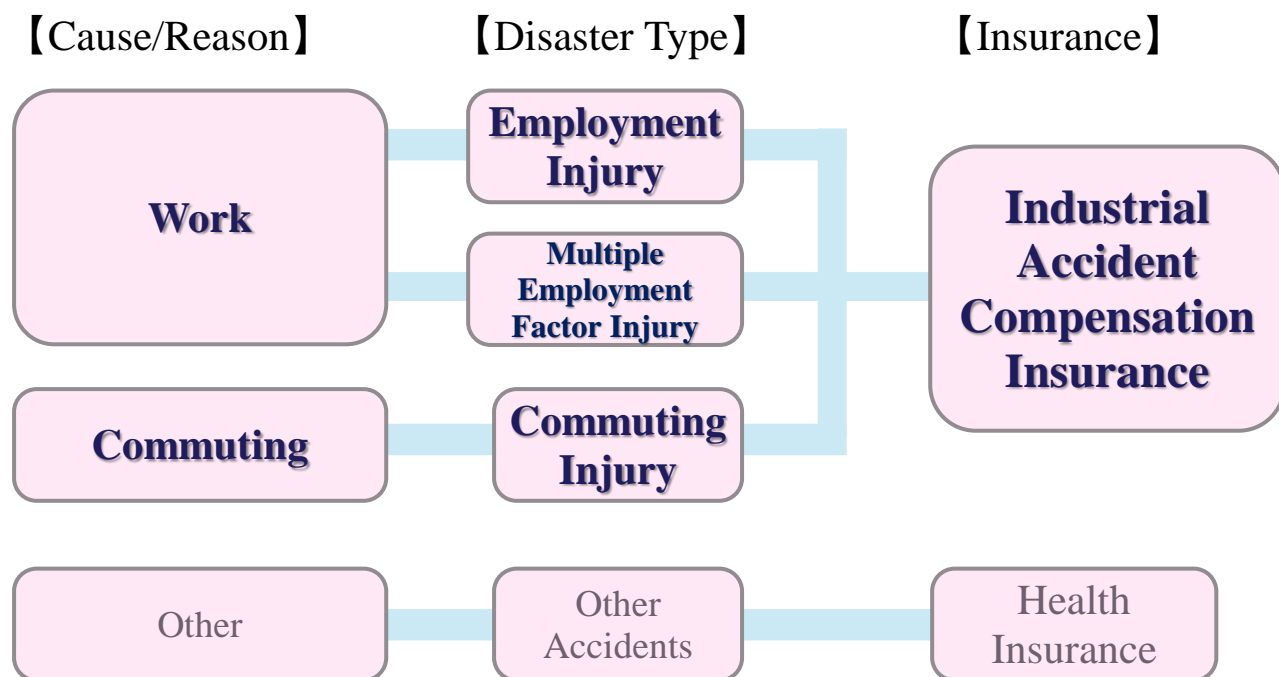 【Cause/Reason】 【Disaster Type】 【Insurance】
Work
Employment
Injury
Multiple
Employment
Factor Injury
Industrial
Accident
Compensation
Insurance
Commuting
Commuting
Injury
Other
Other
Accidents
Health
Insurance